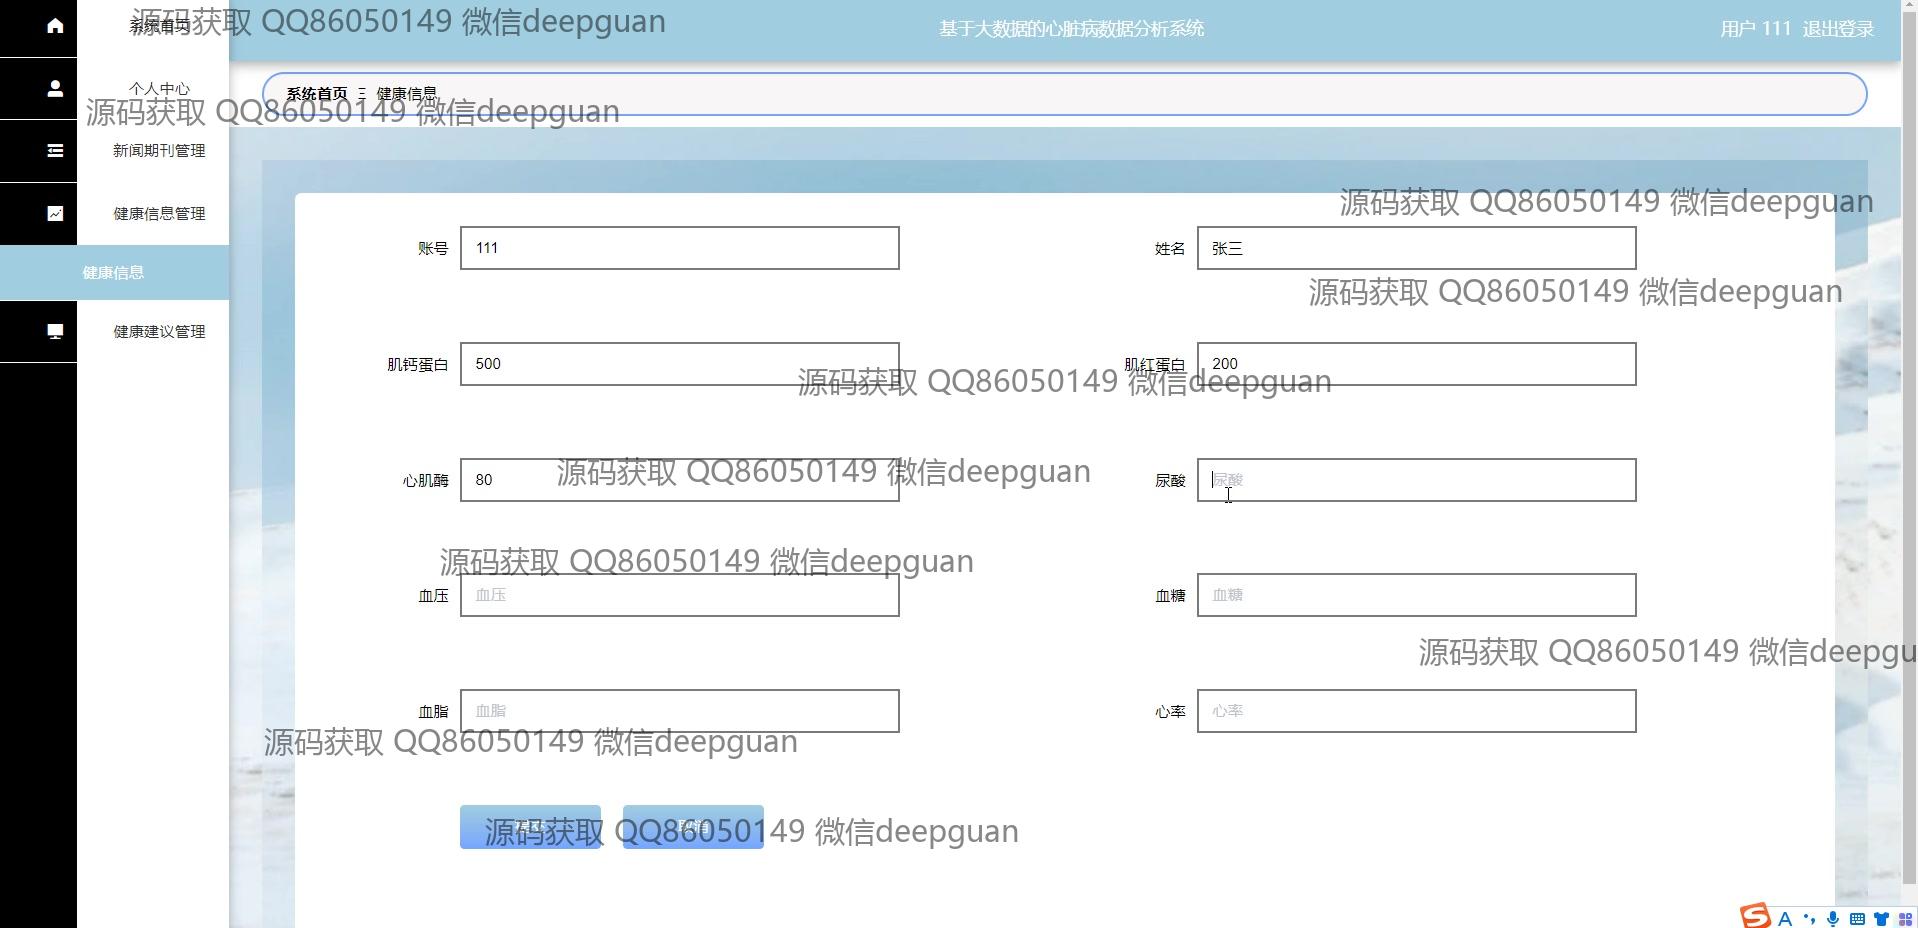 系统首页
源码获取 QQ86050149 微信deepguan
基于大数据的心脏病数据分析系统
用户 111 退出登录
个人中心
系统首页 Ξ 健康信息
源码获取 QQ86050149 微信deepguan
新闻期刊管理
健康信息管理
源码获取 QQ86050149 微信deepguan
账号 111
姓名 张三
健康信息
源码获取 QQ86050149 微信deepguan
健康建议管理
肌钙蛋白 500
肌红蛋白 200
源码获取 QQ86050149 微信deepguan
心肌酶 80
源码获取 QQ86050149 微信deepguan
尿酸 尿酸
源码获取 QQ86050149 微信deepguan
血压 血压
血糖 血糖
源码获取 QQ86050149 微信deepgu
血脂 血脂
心率 心率
源码获取 QQ86050149 微信deepguan
提交
取消
源码获取 QQ86050149 微信deepguan